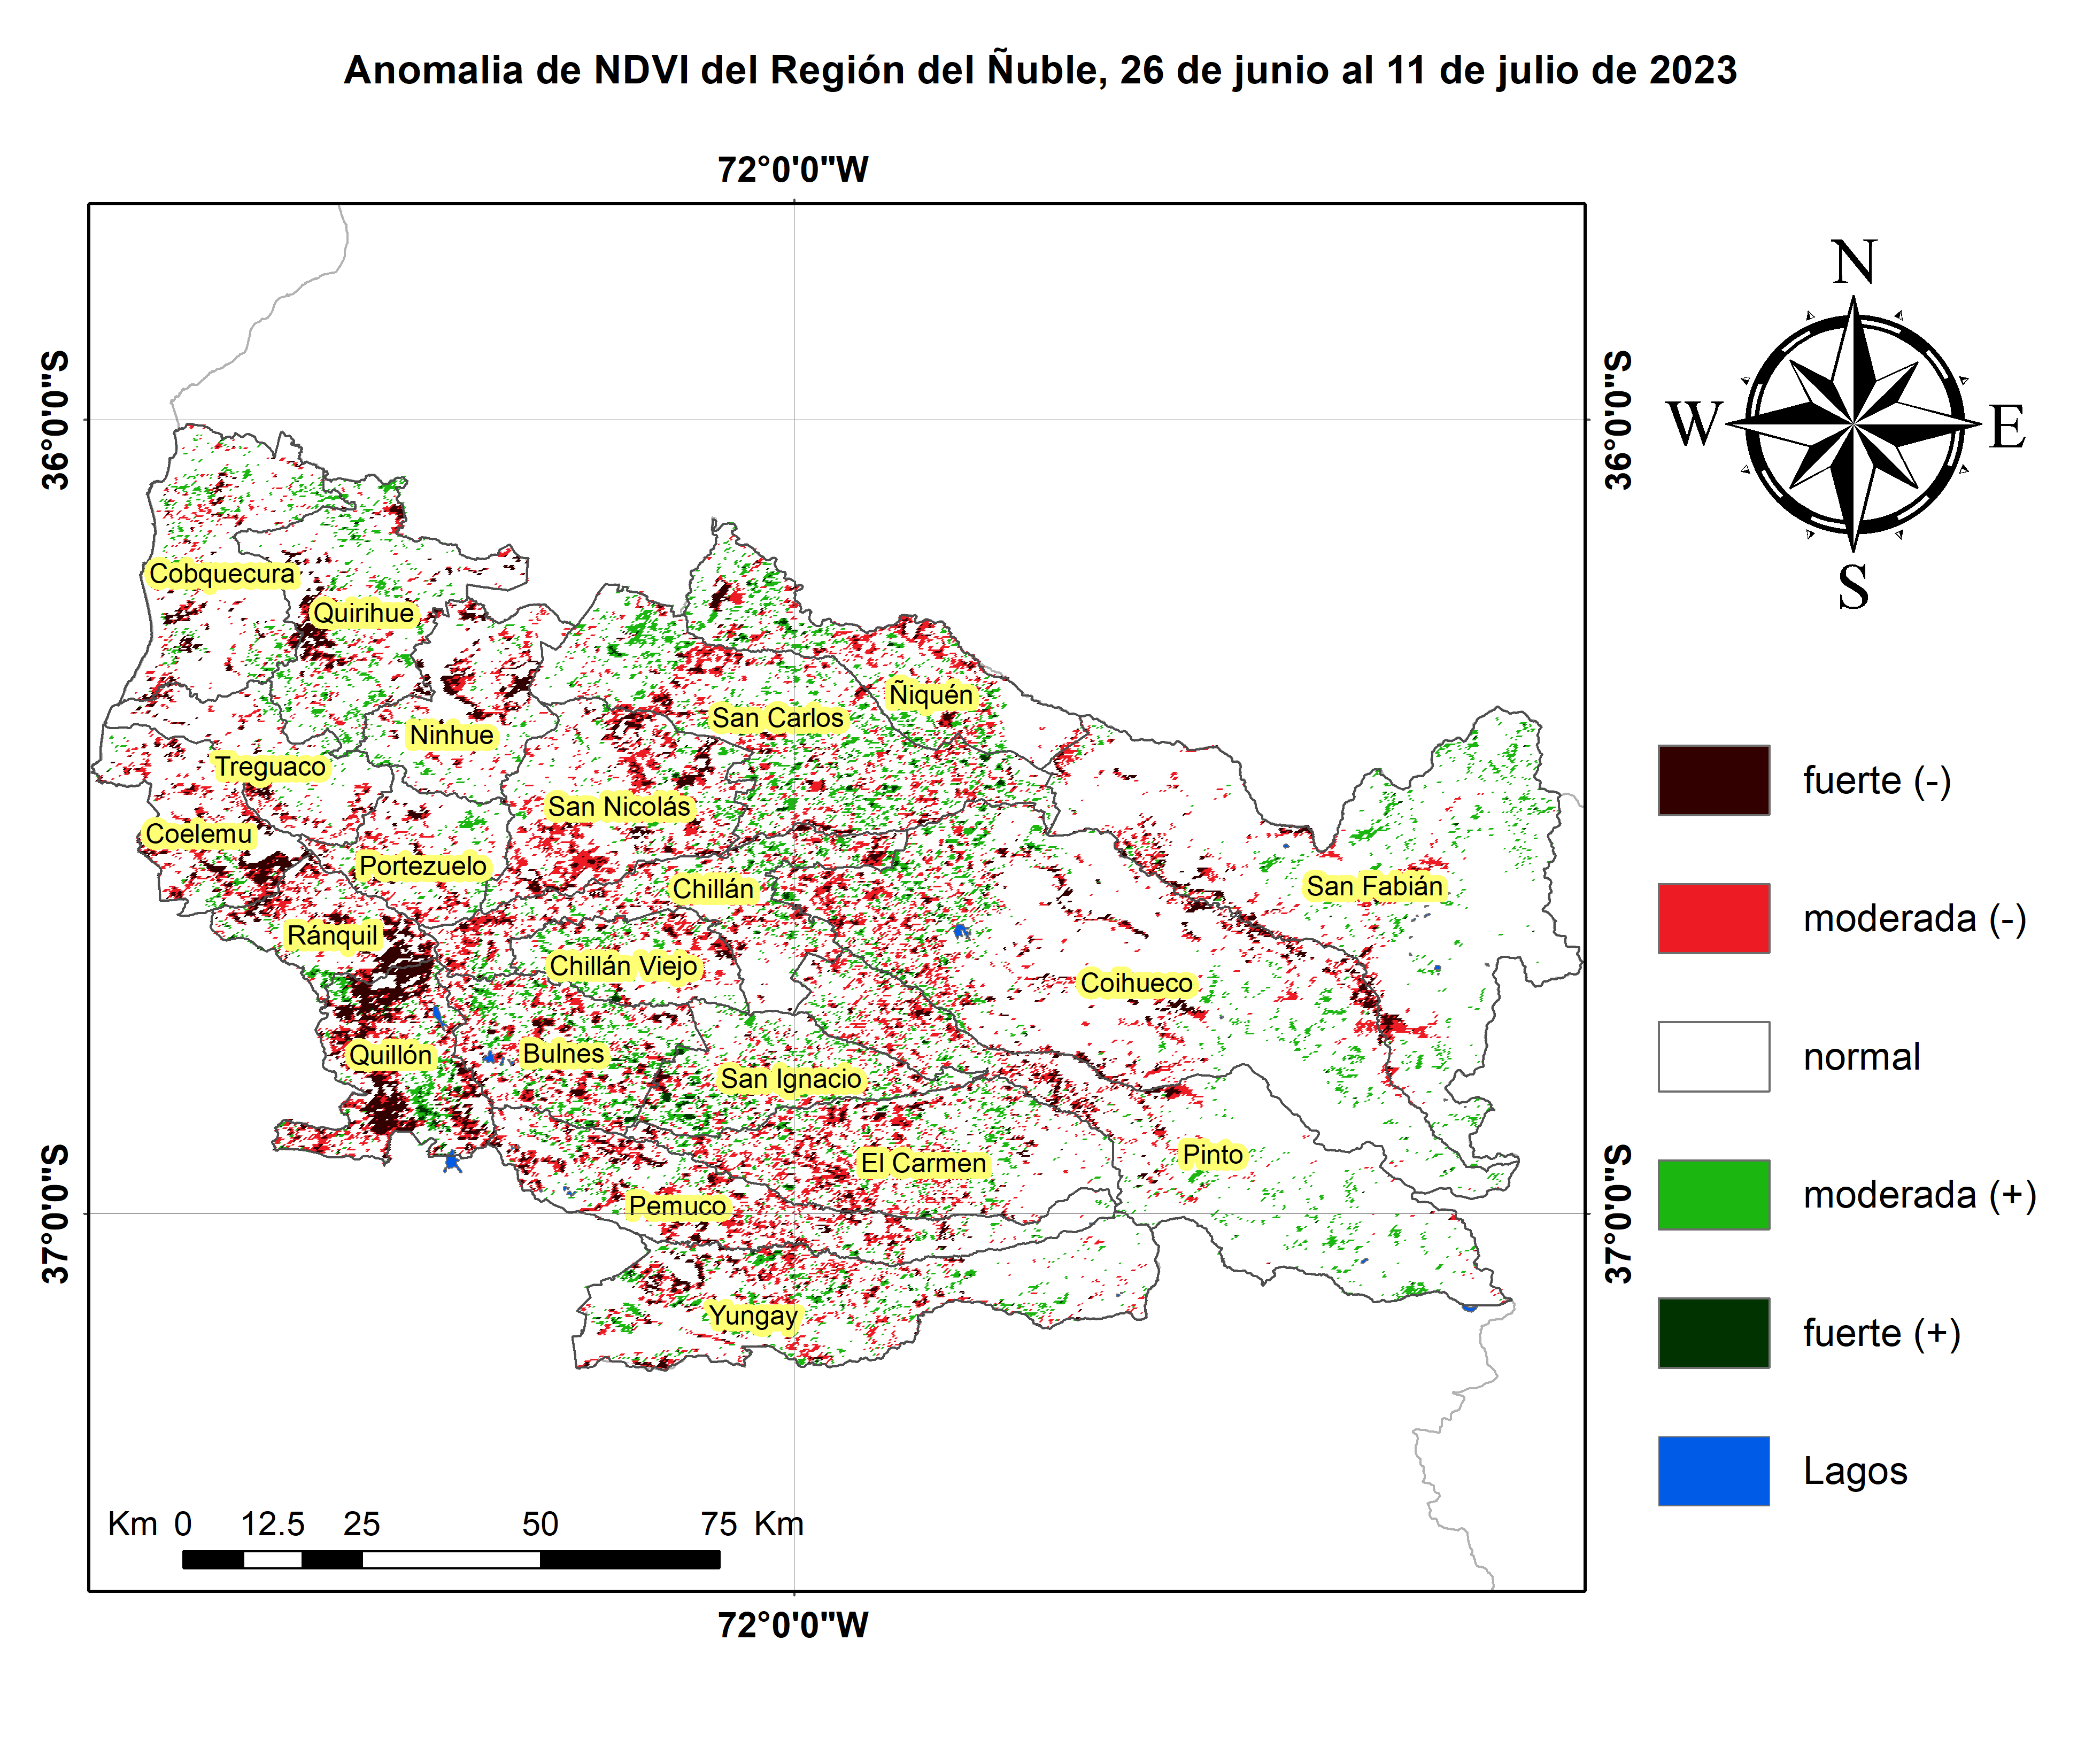 Anomalia de NDVI del Región del Ñuble, 26 de junio al 11 de julio de 2023
72°0'0"W
36°0'0"S
36°0'0"S
N
W
E
S
Cobquecura
Quirihue
Ñiquén
San Carlos
Ninhue
Treguaco
San Nicolás
Coelemu
Portezuelo
Chillán
San Fabián
Ránquil
Chillán Viejo
Coihueco
Quillón
Bulnes
San Ignacio
El Carmen
Pinto
Pemuco
Yungay
37°0'0"S
37°0'0"S
fuerte (-)
moderada (-)
normal
moderada (+)
fuerte (+)
Lagos
Km 0 12.5 25 50 75 Km
72°0'0"W